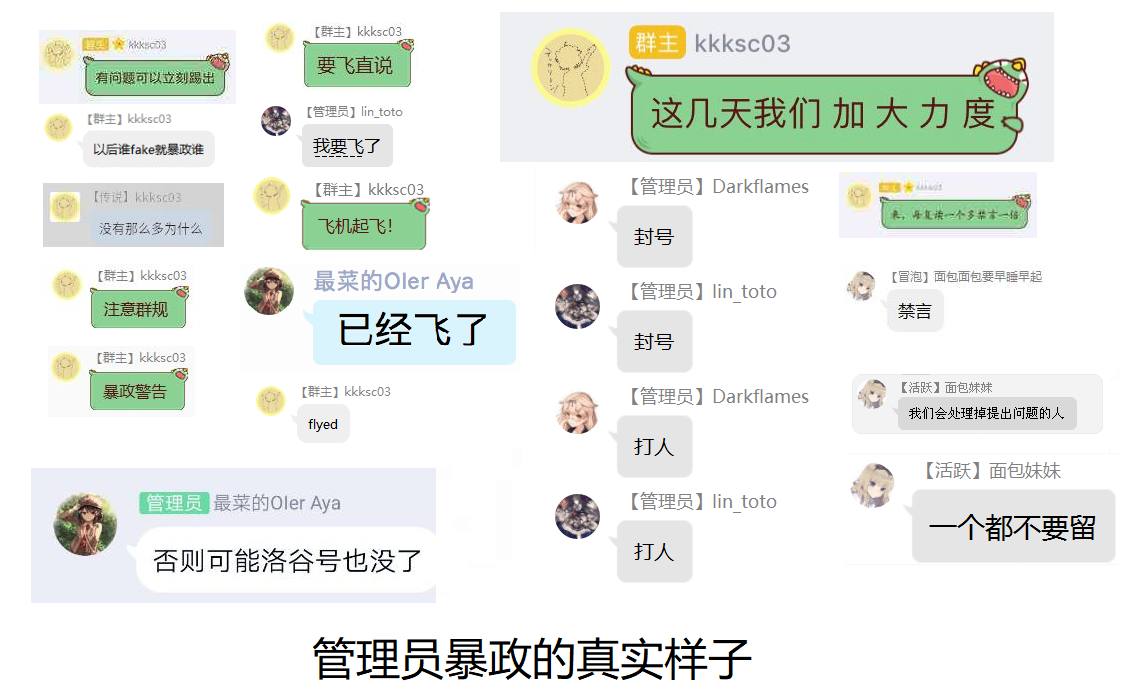 群主 kkksc03
有问题可以立刻踢出
【群主】kkksc03
以后谁fake就暴政谁
【传说】kkksc03
没有那么多为什么
【群主】kkksc03
注意群规
【群主】kkksc03
暴政警告
【群主】kkksc03
要飞直说
【管理员】lin_toto
我要飞了
【群主】kkksc03
飞机起飞!
最菜的OIer Aya
已经飞了
【群主】kkksc03
flyed
管理员 最菜的OIer Aya
否则可能洛谷号也没了
群主 kkksc03
这几天我们 加 大 力 度
【管理员】Darkflames
封号
【管理员】lin_toto
封号
【管理员】Darkflames
打人
【管理员】lin_toto
打人
群主 kkksc03
来，每复读一个多禁言一倍
【冒泡】面包面包要早睡早起
禁言
【活跃】面包妹妹
我们会处理掉提出问题的人
【活跃】面包妹妹
一个都不要留
管理员暴政的真实样子